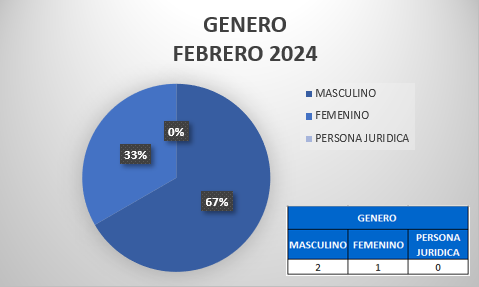 GENERO
FEBRERO 2024
MASCULINO
FEMENINO
PERSONA JURIDICA
0%
33%
67%
GENERO
MASCULINO FEMENINO PERSONA JURIDICA
2 1 0